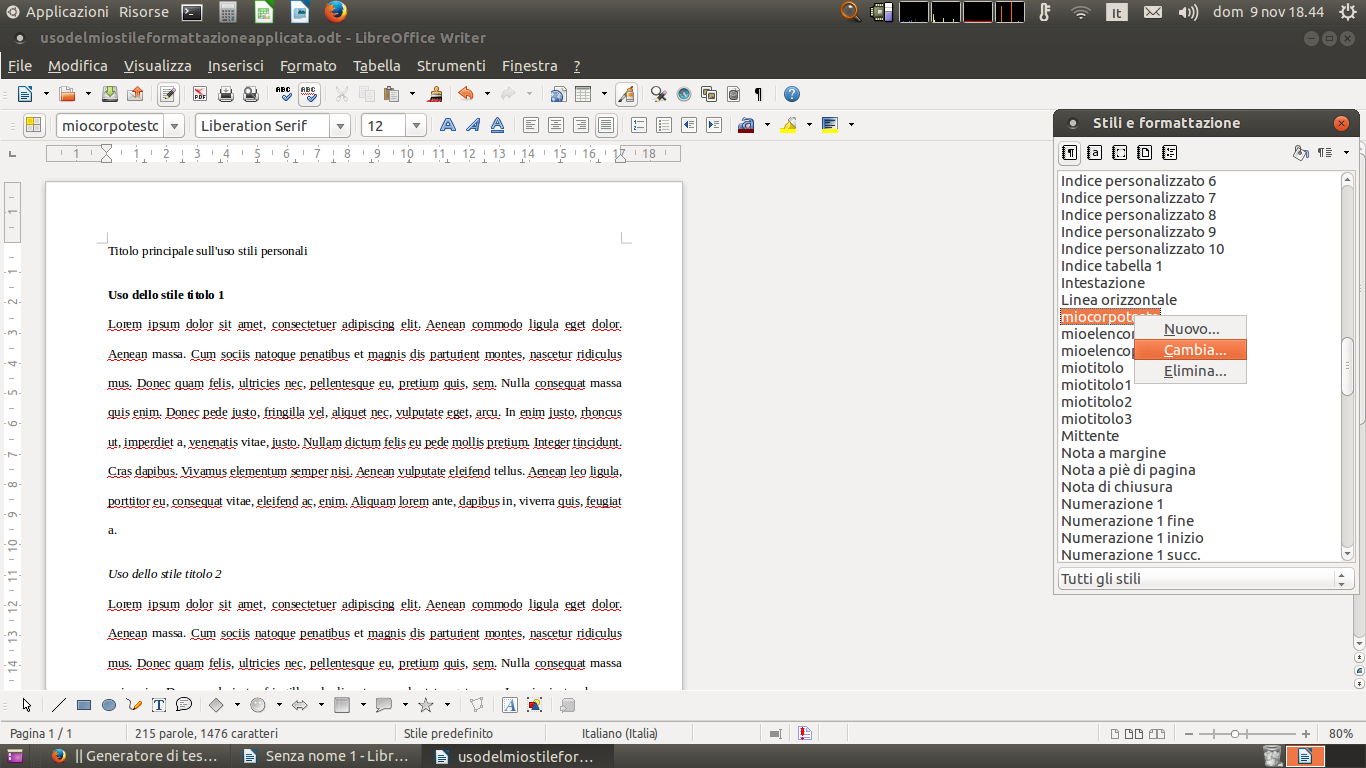 Applicazioni Risorse It dom 9 nov 18.44
usodelmiostileformattazioneapplicata.odt - LibreOffice Writer
File Modifica Visualizza Inserisci Formato Tabella Strumenti Finestra ?
miocorpotesto Liberation Serif 12
1 1 2 3 4 5 6 7 8 9 10 11 12 13 14 15 16 17 18
Titolo principale sull'uso stili personali
Uso dello stile titolo 1
Lorem ipsum dolor sit amet, consectetuer adipiscing elit. Aenean commodo ligula eget dolor.
Aenean massa. Cum sociis natoque penatibus et magnis dis parturient montes, nascetur ridiculus
mus. Donec quam felis, ultricies nec, pellentesque eu, pretium quis, sem. Nulla consequat massa
quis enim. Donec pede justo, fringilla vel, aliquet nec, vulputate eget, arcu. In enim justo, rhoncus
ut, imperdiet a, venenatis vitae, justo. Nullam dictum felis eu pede mollis pretium. Integer tincidunt.
Cras dapibus. Vivamus elementum semper nisi. Aenean vulputate eleifend tellus. Aenean leo ligula,
porttitor eu, consequat vitae, eleifend ac, enim. Aliquam lorem ante, dapibus in, viverra quis, feugiat
a.
Uso dello stile titolo 2
Lorem ipsum dolor sit amet, consectetuer adipiscing elit. Aenean commodo ligula eget dolor.
Aenean massa. Cum sociis natoque penatibus et magnis dis parturient montes, nascetur ridiculus
mus. Donec quam felis, ultricies nec, pellentesque eu, pretium quis, sem. Nulla consequat massa
Stili e formattazione
Indice personalizzato 6
Indice personalizzato 7
Indice personalizzato 8
Indice personalizzato 9
Indice personalizzato 10
Indice tabella 1
Intestazione
Linea orizzontale
miocorpotesto
mioelencor
mioelencop
miotitolo
miotitolo1
miotitolo2
miotitolo3
Mittente
Nota a margine
Nota a piè di pagina
Nota di chiusura
Numerazione 1
Numerazione 1 fine
Numerazione 1 inizio
Numerazione 1 succ.
Nuovo...
Cambia...
Elimina...
Tutti gli stili
Pagina 1 / 1 215 parole, 1476 caratteri Stile predefinito Italiano (Italia) 80%
|| Generatore di tes... Senza nome 1 - Libr... usodelmiostilefor...